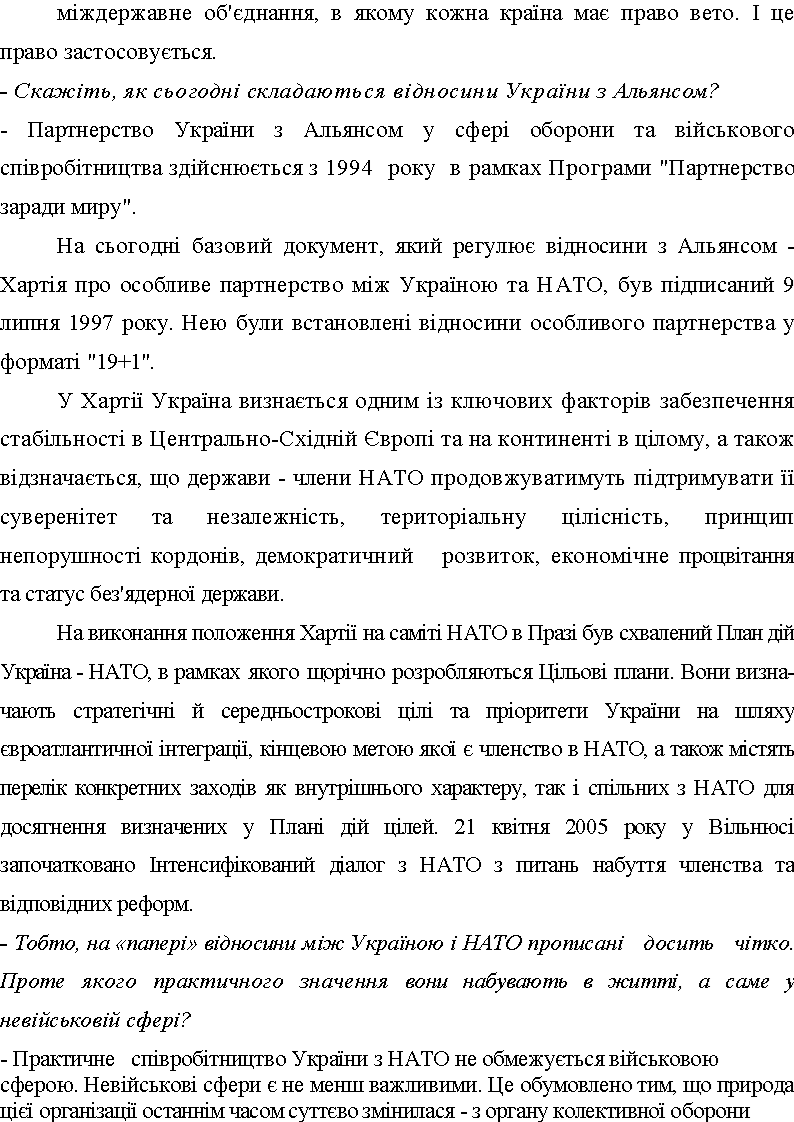 міждержавне об'єднання, в якому кожна країна має право вето. І це
право застосовується.
- Скажіть, як сьогодні складаються відносини України з Альянсом?
- Партнерство України з Альянсом у сфері оборони та військового
співробітництва здійснюється з 1994 року в рамках Програми "Партнерство
заради миру".
На сьогодні базовий документ, який регулює відносини з Альянсом -
Хартія про особливе партнерство між Україною та НАТО, був підписаний 9
липня 1997 року. Нею були встановлені відносини особливого партнерства у
форматі "19+1".
У Хартії Україна визнається одним із ключових факторів забезпечення
стабільності в Центрально-Східній Європі та на континенті в цілому, а також
відзначається, що держави - члени НАТО продовжуватимуть підтримувати її
суверенітет та незалежність, територіальну цілісність, принцип
непорушності кордонів, демократичний розвиток, економічне процвітання
та статус без'ядерної держави.
На виконання положення Хартії на саміті НАТО в Празі був схвалений План дій
Україна - НАТО, в рамках якого щорічно розробляються Цільові плани. Вони визна-
чають стратегічні й середньострокові цілі та пріоритети України на шляху
євроатлантичної інтеграції, кінцевою метою якої є членство в НАТО, а також містять
перелік конкретних заходів як внутрішнього характеру, так і спільних з НАТО для
досягнення визначених у Плані дій цілей. 21 квітня 2005 року у Вільнюсі
започатковано Інтенсифікований діалог з НАТО з питань набуття членства та
відповідних реформ.
- Тобто, на «папері» відносини між Україною і НАТО прописані досить чітко.
Проте якого практичного значення вони набувають в житті, а саме у
невійськовій сфері?
- Практичне співробітництво України з НАТО не обмежується військовою
сферою. Невійськові сфери є не менш важливими. Це обумовлено тим, що природа
цієї організації останнім часом суттєво змінилася - з органу колективної оборони